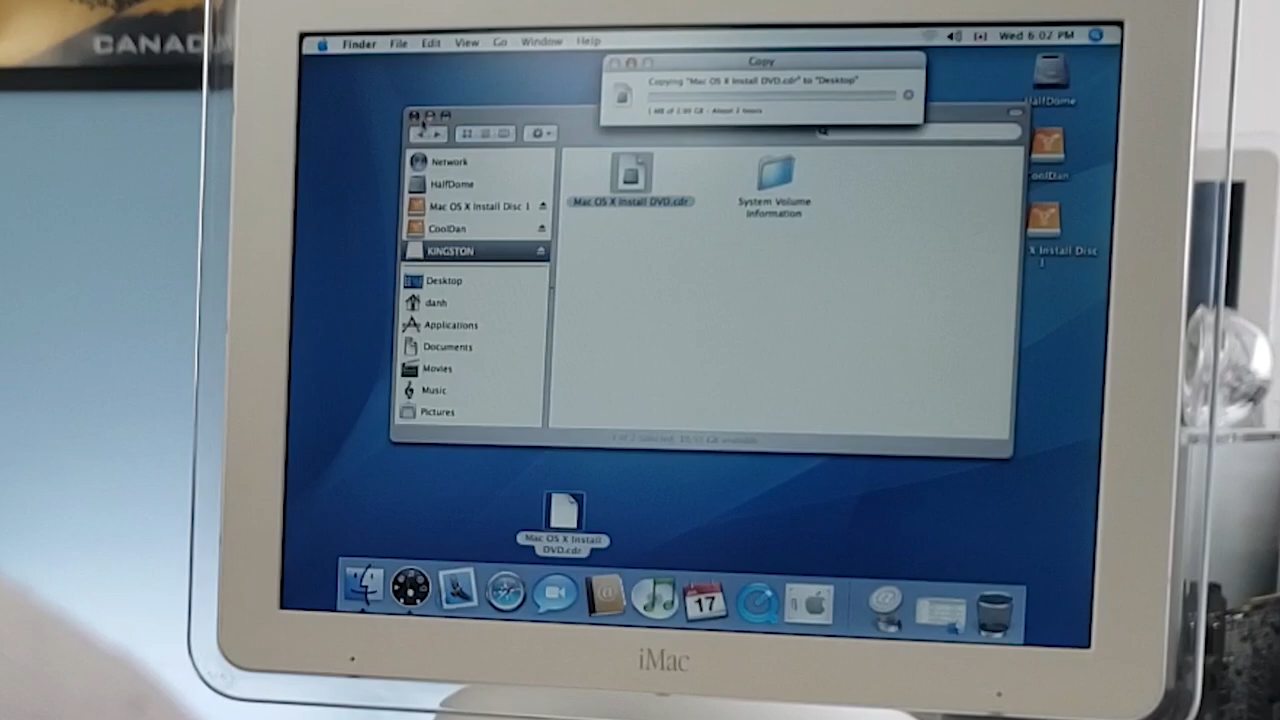 CANAD
Finder File Edit View Go Window Help
Wed 6:02 PM
Copy
Copying "Mac OS X Install DVD.cdr" to "Desktop"
HalfDome
CoolDan
X Install Disc
1
Network
HalfDome
Mac OS X Install Disc 1
CoolDan
KINGSTON
Desktop
danh
Applications
Documents
Movies
Music
Pictures
Mac OS X Install DVD.cdr
System Volume
Information
Mac OS X Install
DVD.cdr
17
iMac